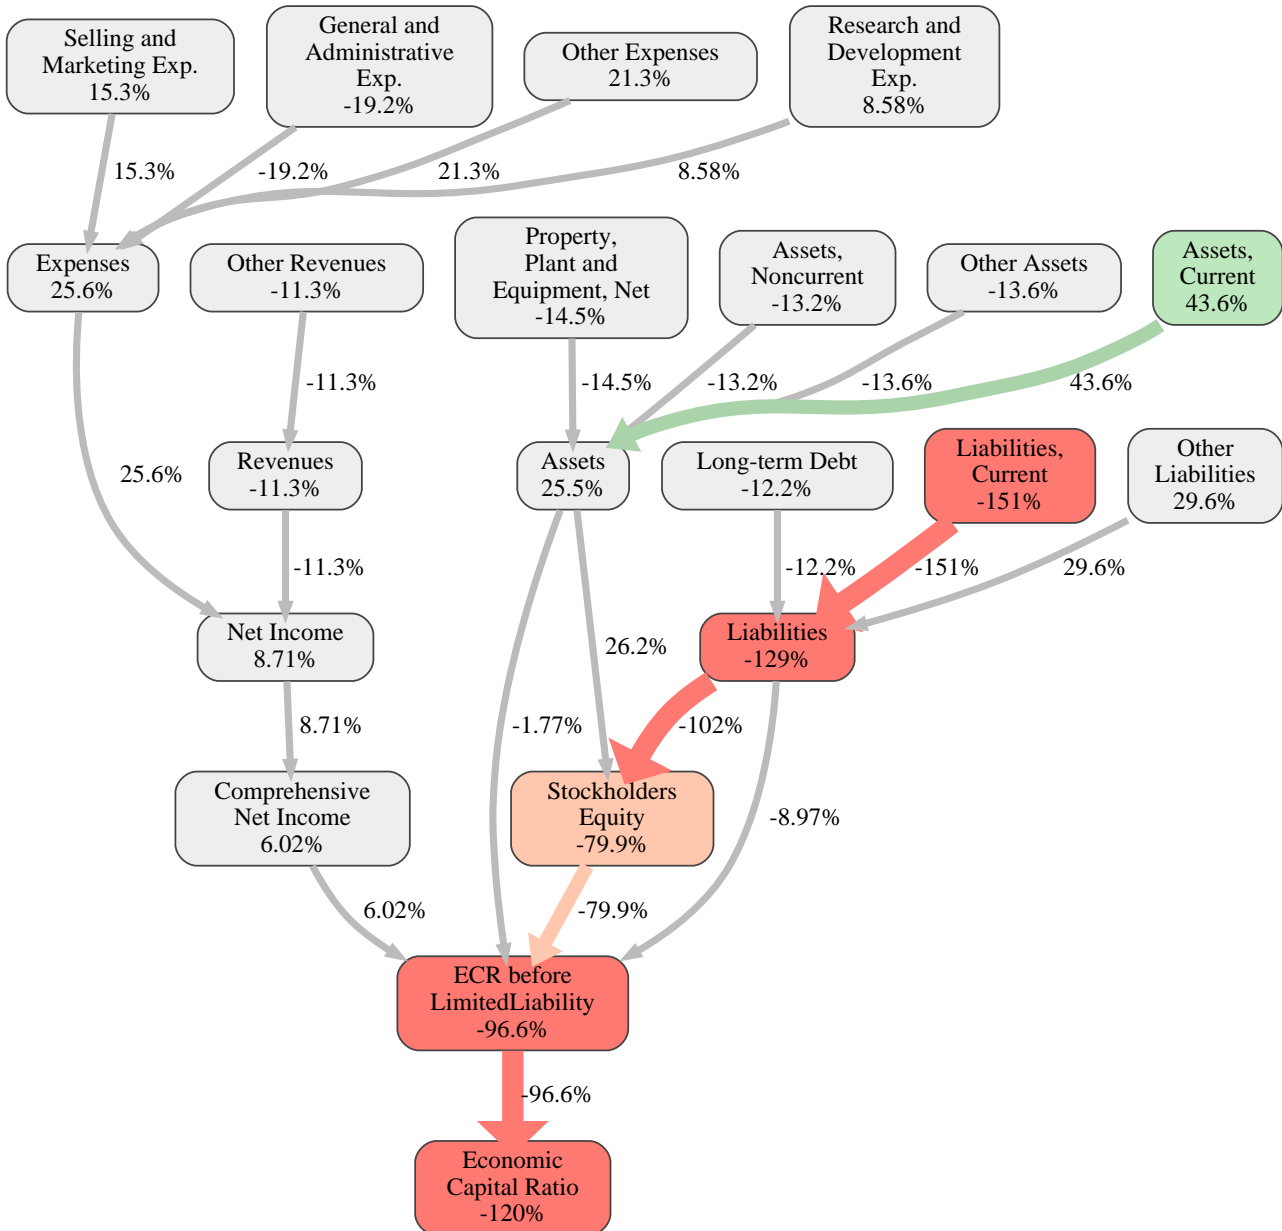 Selling and
Marketing Exp.
15.3%
General and
Administrative
Exp.
-19.2%
Other Expenses
21.3%
Research and
Development
Exp.
8.58%
15.3%
-19.2%
21.3%
8.58%
Expenses
25.6%
Other Revenues
-11.3%
Property,
Plant and
Equipment, Net
-14.5%
Assets,
Noncurrent
-13.2%
Other Assets
-13.6%
Assets,
Current
43.6%
-11.3%
-14.5%
-13.2%
-13.6%
43.6%
25.6%
Revenues
-11.3%
Assets
25.5%
Long-term Debt
-12.2%
Liabilities,
Current
-151%
Other
Liabilities
29.6%
-11.3%
-12.2%
-151%
29.6%
Net Income
8.71%
26.2%
Liabilities
-129%
8.71%
-1.77%
-102%
Comprehensive
Net Income
6.02%
Stockholders
Equity
-79.9%
-8.97%
6.02%
-79.9%
ECR before
LimitedLiability
-96.6%
-96.6%
Economic
Capital Ratio
-120%